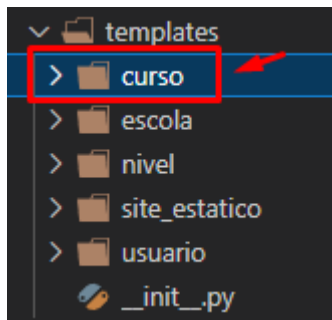 templates
curso
escola
nivel
site_estatico
usuario
__init__.py